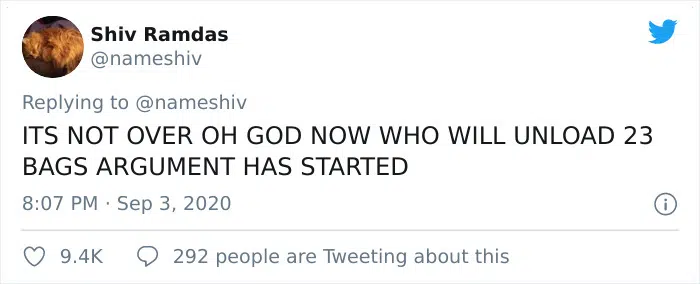 Shiv Ramdas
@nameshiv
Replying to @nameshiv
ITS NOT OVER OH GOD NOW WHO WILL UNLOAD 23
BAGS ARGUMENT HAS STARTED
8:07 PM · Sep 3, 2020
9.4K 292 people are Tweeting about this